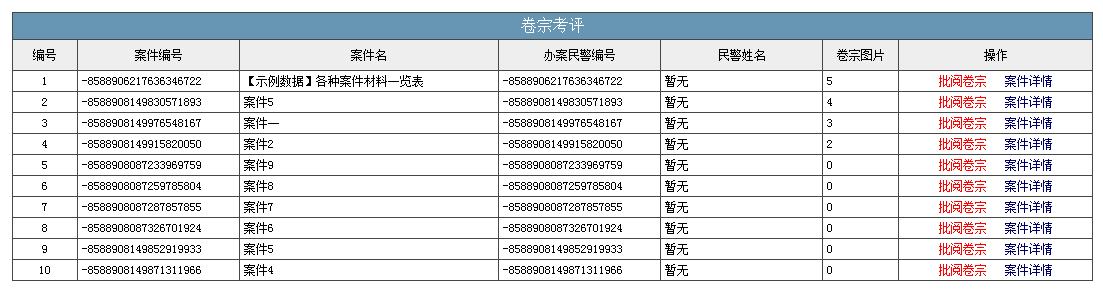 卷宗考评
编号 案件编号 案件名 办案民警编号 民警姓名 卷宗图片 操作
1 -8588906217636346722 【示例数据】各种案件材料一览表 -8588906217636346722 暂无 5 批阅卷宗 案件详情
2 -8588908149830571893 案件5 -8588908149830571893 暂无 4 批阅卷宗 案件详情
3 -8588908149976548167 案件一 -8588908149976548167 暂无 3 批阅卷宗 案件详情
4 -8588908149915820050 案件2 -8588908149915820050 暂无 2 批阅卷宗 案件详情
5 -8588908087233969759 案件9 -8588908087233969759 暂无 0 批阅卷宗 案件详情
6 -8588908087259785804 案件8 -8588908087259785804 暂无 0 批阅卷宗 案件详情
7 -8588908087287857855 案件7 -8588908087287857855 暂无 0 批阅卷宗 案件详情
8 -8588908087326701924 案件6 -8588908087326701924 暂无 0 批阅卷宗 案件详情
9 -8588908149852919933 案件5 -8588908149852919933 暂无 0 批阅卷宗 案件详情
10 -8588908149871311966 案件4 -8588908149871311966 暂无 0 批阅卷宗 案件详情